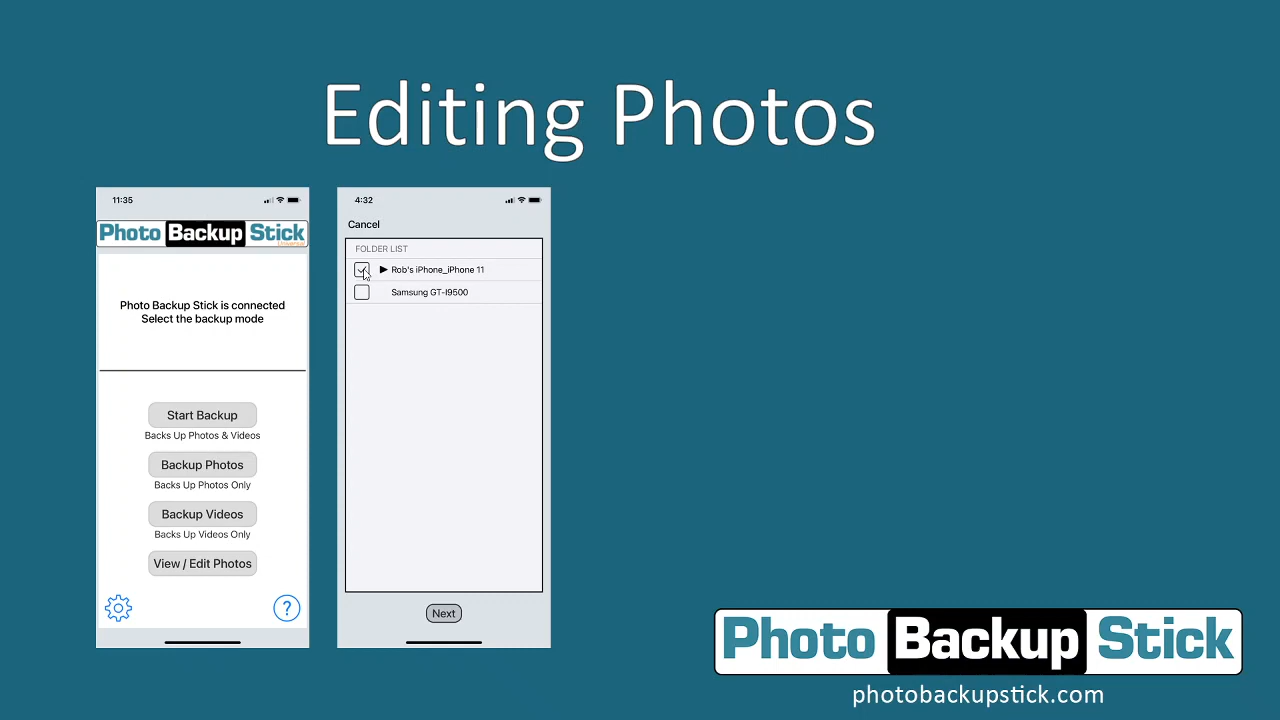 Editing Photos
11:35
Photo Backup Stick
Universal
Photo Backup Stick is connected
Select the backup mode
Start Backup
Backs Up Photos & Videos
Backup Photos
Backs Up Photos Only
Backup Videos
Backs Up Videos Only
View / Edit Photos
?
4:32
Cancel
FOLDER LIST
Rob's iPhone_iPhone 11
Samsung GT-I9500
Next
Photo Backup Stick
photobackupstick.com